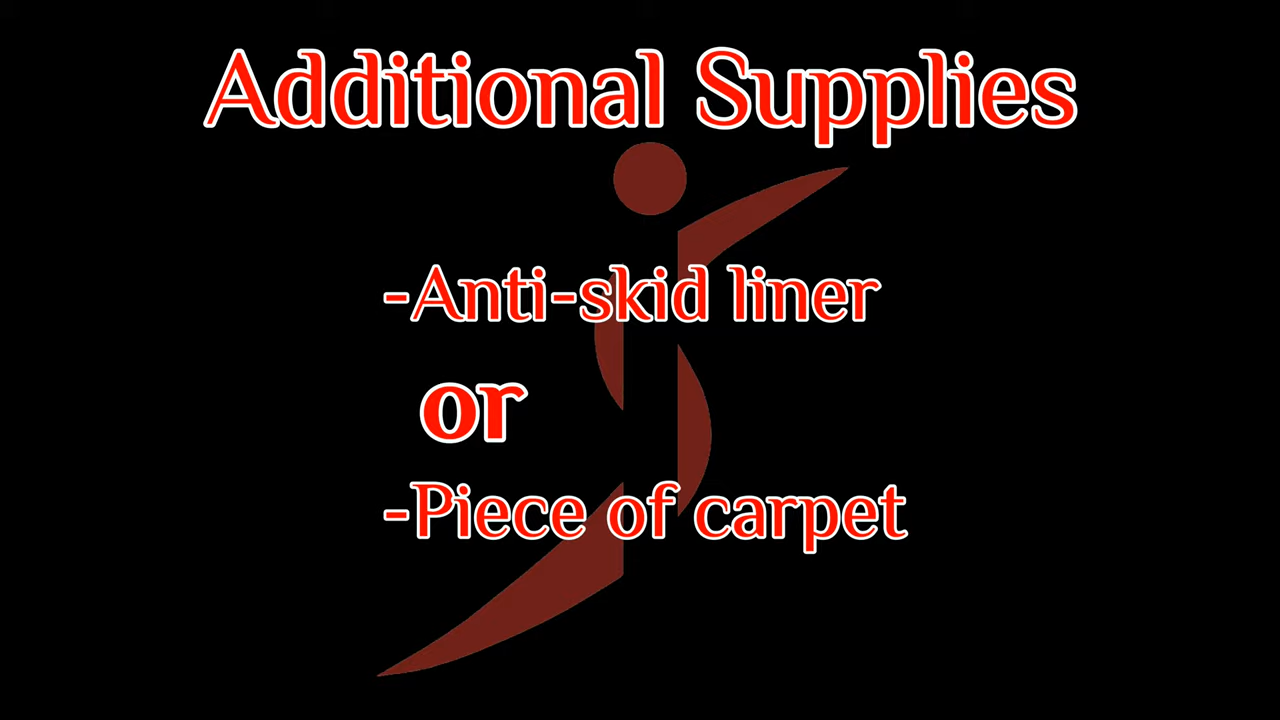 Additional Supplies
-Anti-skid liner
or
-Piece of carpet